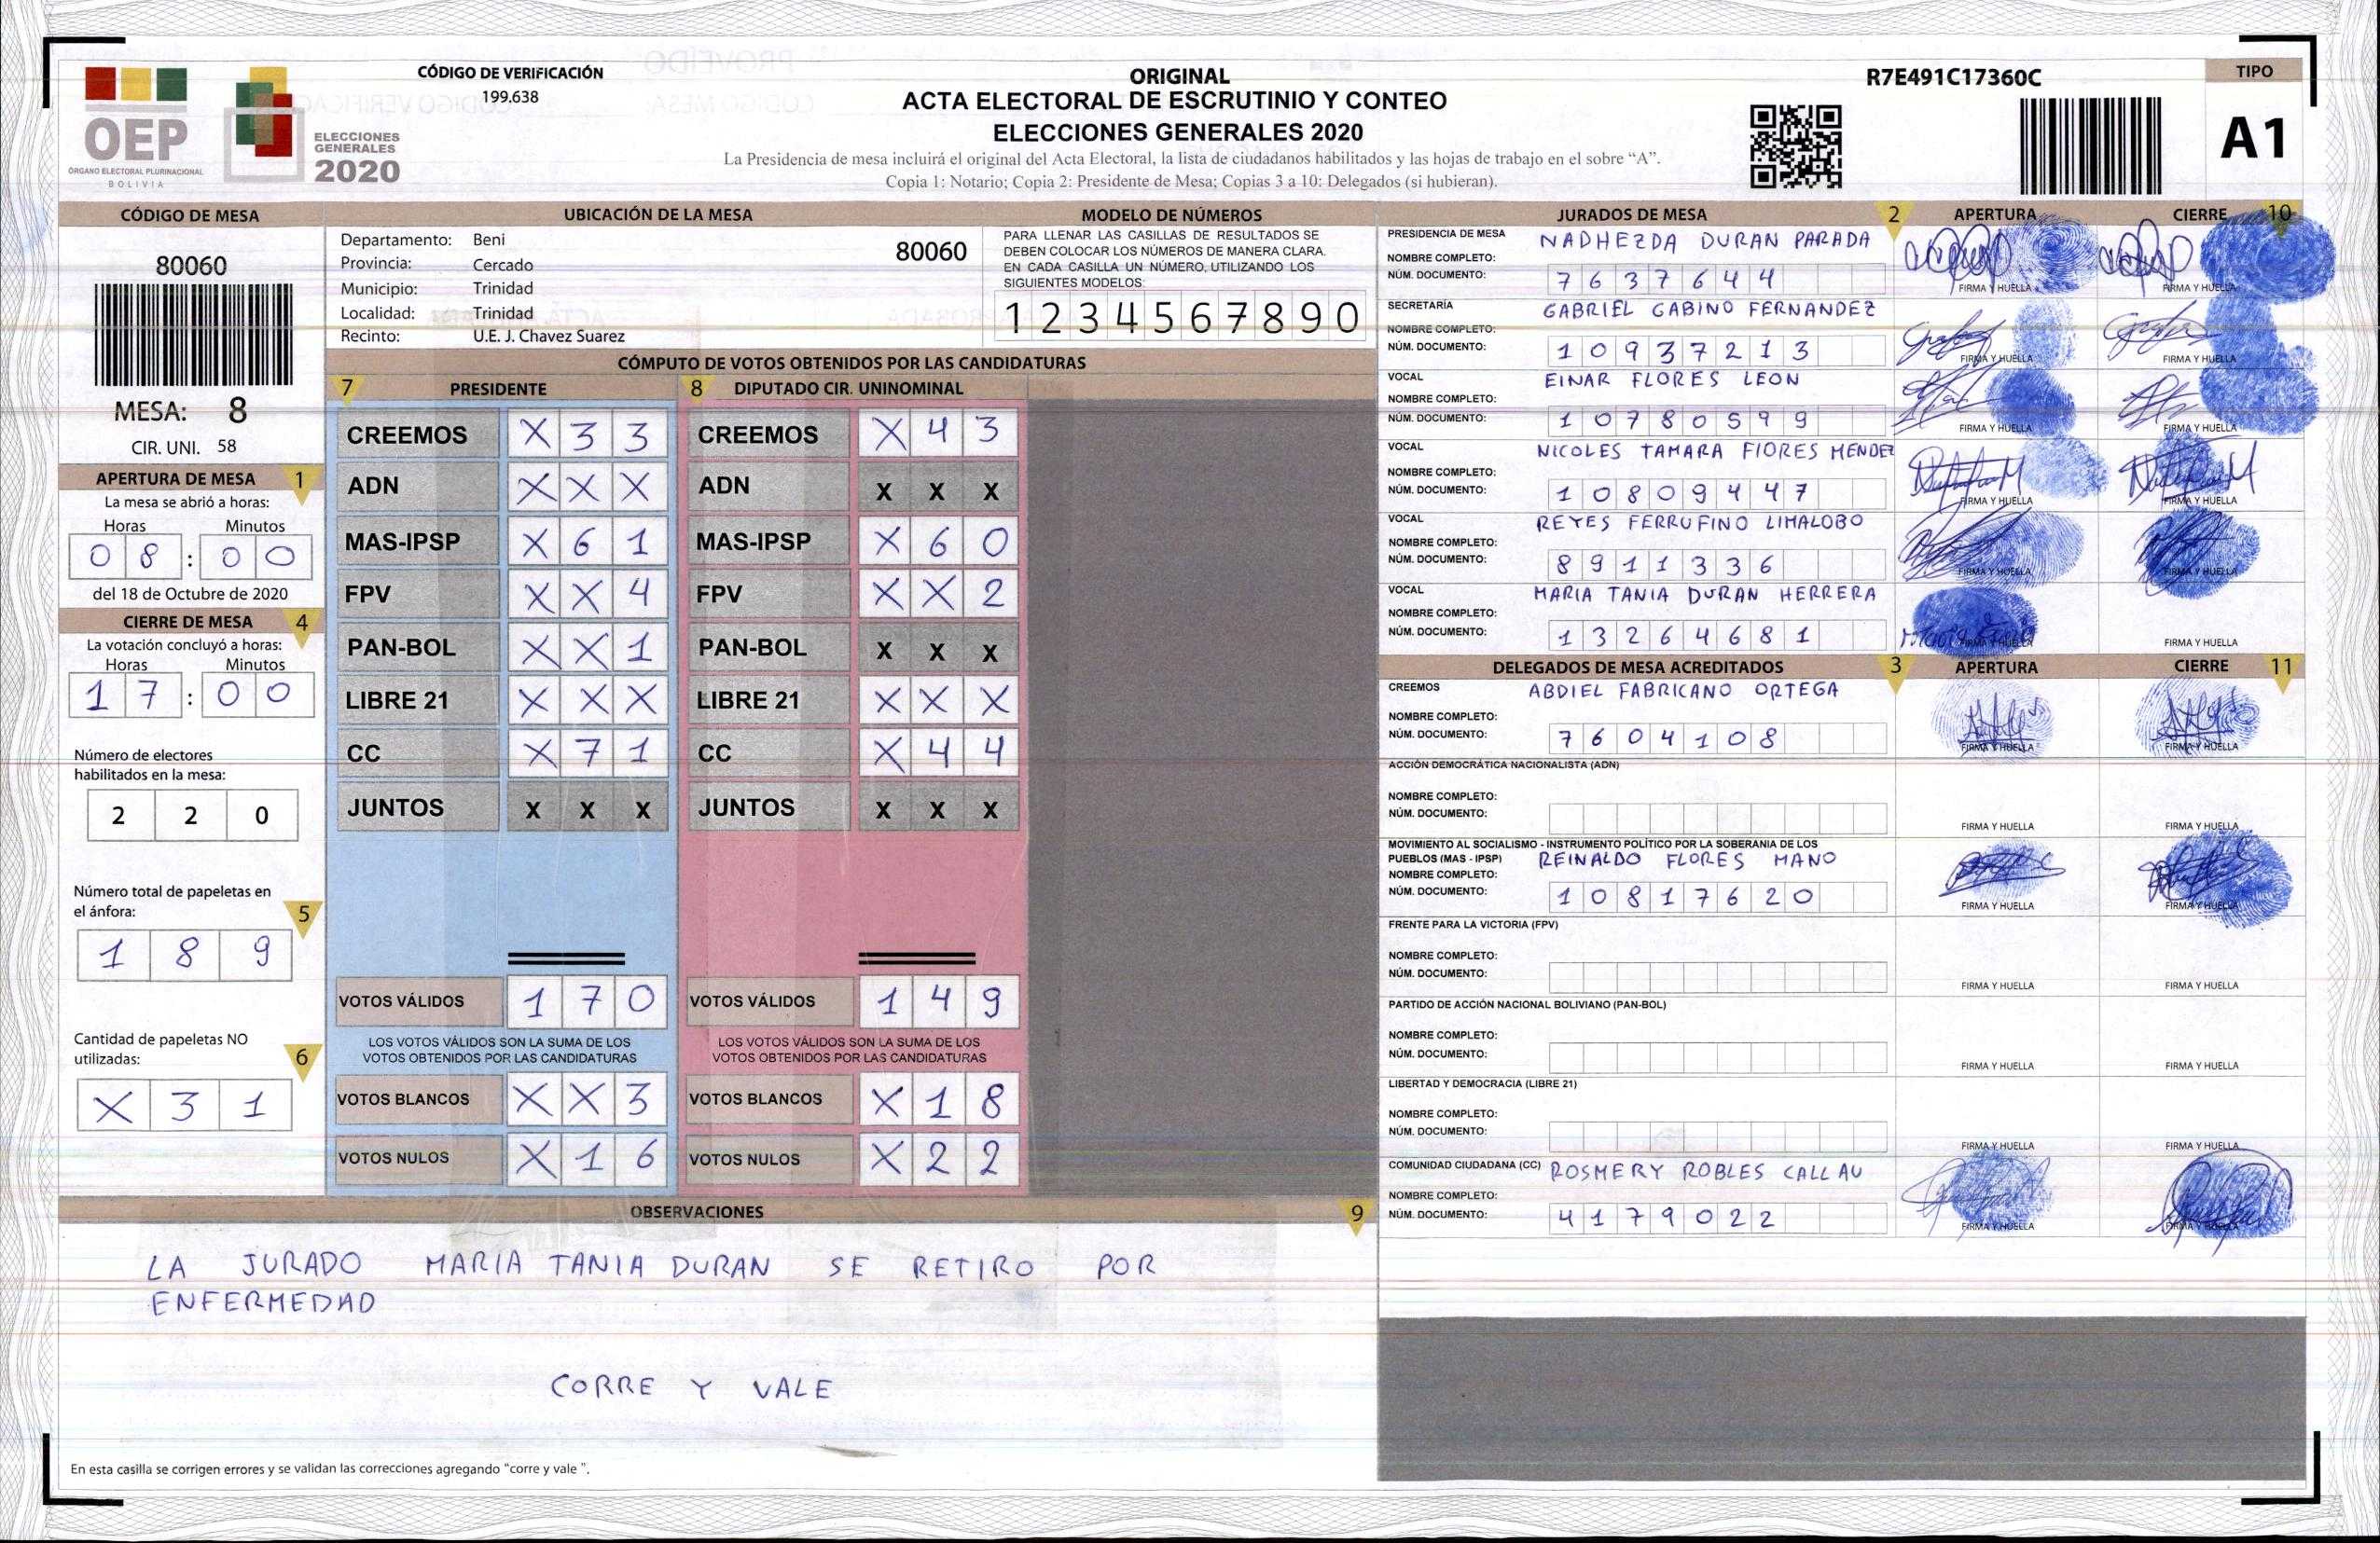 OEP
ÓRGANO ELECTORAL PLURINACIONAL
BOLIVIA
ELECCIONES
GENERALES
2020
CÓDIGO DE VERIFICACIÓN
199.638
ORIGINAL
ACTA ELECTORAL DE ESCRUTINIO Y CONTEO
ELECCIONES GENERALES 2020
La Presidencia de mesa incluirá el original del Acta Electoral, la lista de ciudadanos habilitados y las hojas de trabajo en el sobre “A”.
Copia 1: Notario; Copia 2: Presidente de Mesa; Copias 3 a 10: Delegados (si hubieran).
R7E491C17360C
TIPO
A1
CÓDIGO DE MESA
80060
MESA: 8
CIR. UNI. 58
APERTURA DE MESA 1
La mesa se abrió a horas:
Horas Minutos
0 8 : 0 0
del 18 de Octubre de 2020
CIERRE DE MESA 4
La votación concluyó a horas:
Horas Minutos
1 7 : 0 0
Número de electores
habilitados en la mesa:
2 2 0
Número total de papeletas en
el ánfora: 5
1 8 9
Cantidad de papeletas NO
utilizadas: 6
X 3 1
UBICACIÓN DE LA MESA
Departamento: Beni 80060
Provincia: Cercado
Municipio: Trinidad
Localidad: Trinidad
Recinto: U.E. J. Chavez Suarez
MODELO DE NÚMEROS
PARA LLENAR LAS CASILLAS DE RESULTADOS SE
DEBEN COLOCAR LOS NÚMEROS DE MANERA CLARA.
EN CADA CASILLA UN NÚMERO, UTILIZANDO LOS
SIGUIENTES MODELOS:
1 2 3 4 5 6 7 8 9 0
CÓMPUTO DE VOTOS OBTENIDOS POR LAS CANDIDATURAS
7 PRESIDENTE
CREEMOS X 3 3
ADN X X X
MAS-IPSP X 6 1
FPV X X 4
PAN-BOL X X 1
LIBRE 21 X X X
CC X 7 1
JUNTOS X X X
VOTOS VÁLIDOS 1 7 0
LOS VOTOS VÁLIDOS SON LA SUMA DE LOS
VOTOS OBTENIDOS POR LAS CANDIDATURAS
VOTOS BLANCOS X X 3
VOTOS NULOS X 1 6
8 DIPUTADO CIR. UNINOMINAL
CREEMOS X 4 3
ADN X X X
MAS-IPSP X 6 0
FPV X X 2
PAN-BOL X X X
LIBRE 21 X X X
CC X 4 4
JUNTOS X X X
VOTOS VÁLIDOS 1 4 9
LOS VOTOS VÁLIDOS SON LA SUMA DE LOS
VOTOS OBTENIDOS POR LAS CANDIDATURAS
VOTOS BLANCOS X 1 8
VOTOS NULOS X 2 2
OBSERVACIONES 9
LA JURADO MARIA TANIA DURAN SE RETIRO POR
ENFERMEDAD
CORRE Y VALE
En esta casilla se corrigen errores y se validan las correcciones agregando "corre y vale ".
JURADOS DE MESA 2 APERTURA CIERRE 10
PRESIDENCIA DE MESA NADHEZDA DURAN PARADA
NOMBRE COMPLETO:
NÚM. DOCUMENTO: 7 6 3 7 6 4 4
FIRMA Y HUELLA FIRMA Y HUELLA
SECRETARÍA GABRIEL GABINO FERNANDEZ
NOMBRE COMPLETO:
NÚM. DOCUMENTO: 1 0 9 3 7 2 1 3
FIRMA Y HUELLA FIRMA Y HUELLA
VOCAL EINAR FLORES LEON
NOMBRE COMPLETO:
NÚM. DOCUMENTO: 1 0 7 8 0 5 9 9
FIRMA Y HUELLA FIRMA Y HUELLA
VOCAL NICOLES TAMARA FlORES MENDEZ
NOMBRE COMPLETO:
NÚM. DOCUMENTO: 1 0 8 0 9 4 4 7
FIRMA Y HUELLA FIRMA Y HUELLA
VOCAL REYES FERRUFINO LIMALOBO
NOMBRE COMPLETO:
NÚM. DOCUMENTO: 8 9 1 1 3 3 6
FIRMA Y HUELLA FIRMA Y HUELLA
VOCAL MARIA TANIA DURAN HERRERA
NOMBRE COMPLETO:
NÚM. DOCUMENTO: 1 3 2 6 4 6 8 1
FIRMA Y HUELLA FIRMA Y HUELLA
DELEGADOS DE MESA ACREDITADOS 3 APERTURA CIERRE 11
CREEMOS ABDIEL FABRICANO ORTEGA
NOMBRE COMPLETO:
NÚM. DOCUMENTO: 7 6 0 4 1 0 8
FIRMA Y HUELLA FIRMA Y HUELLA
ACCIÓN DEMOCRÁTICA NACIONALISTA (ADN)
NOMBRE COMPLETO:
NÚM. DOCUMENTO:
FIRMA Y HUELLA FIRMA Y HUELLA
MOVIMIENTO AL SOCIALISMO - INSTRUMENTO POLÍTICO POR LA SOBERANIA DE LOS
PUEBLOS (MAS - IPSP) REINALDO FLORES MANO
NOMBRE COMPLETO:
NÚM. DOCUMENTO: 1 0 8 1 7 6 2 0
FIRMA Y HUELLA FIRMA Y HUELLA
FRENTE PARA LA VICTORIA (FPV)
NOMBRE COMPLETO:
NÚM. DOCUMENTO:
FIRMA Y HUELLA FIRMA Y HUELLA
PARTIDO DE ACCIÓN NACIONAL BOLIVIANO (PAN-BOL)
NOMBRE COMPLETO:
NÚM. DOCUMENTO:
FIRMA Y HUELLA FIRMA Y HUELLA
LIBERTAD Y DEMOCRACIA (LIBRE 21)
NOMBRE COMPLETO:
NÚM. DOCUMENTO:
FIRMA Y HUELLA FIRMA Y HUELLA
COMUNIDAD CIUDADANA (CC) ROSMERY ROBLES CALLAU
NOMBRE COMPLETO:
NÚM. DOCUMENTO: 4 1 7 9 0 2 2
FIRMA Y HUELLA FIRMA Y HUELLA